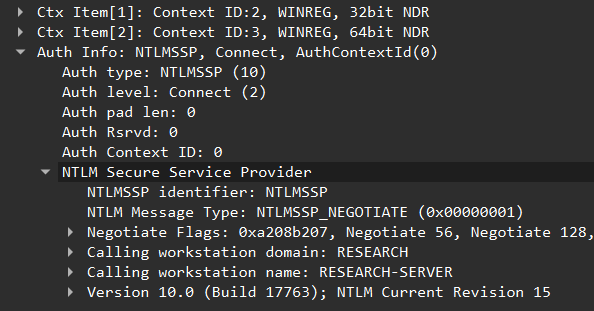 Ctx Item[1]: Context ID:2, WINREG, 32bit NDR
Ctx Item[2]: Context ID:3, WINREG, 64bit NDR
Auth Info: NTLMSSP, Connect, AuthContextId(0)
Auth type: NTLMSSP (10)
Auth level: Connect (2)
Auth pad len: 0
Auth Rsrvd: 0
Auth Context ID: 0
NTLM Secure Service Provider
NTLMSSP identifier: NTLMSSP
NTLM Message Type: NTLMSSP_NEGOTIATE (0x00000001)
Negotiate Flags: 0xa208b207, Negotiate 56, Negotiate 128,
Calling workstation domain: RESEARCH
Calling workstation name: RESEARCH-SERVER
Version 10.0 (Build 17763); NTLM Current Revision 15